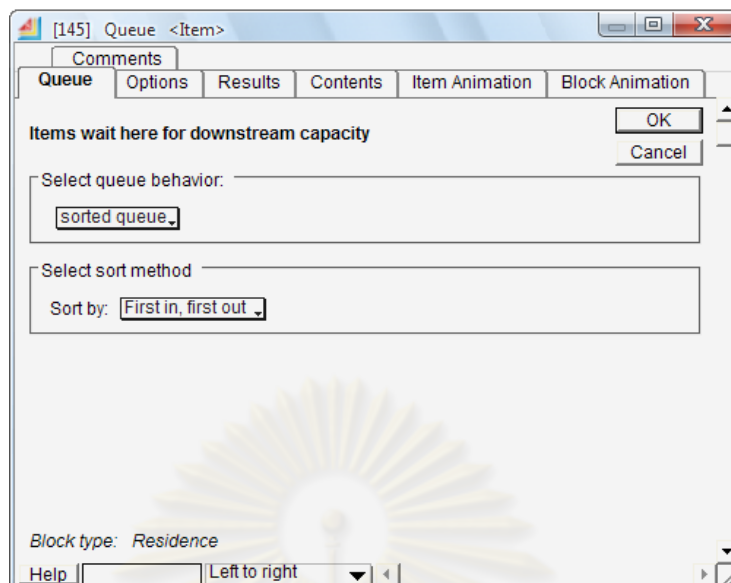 [145] Queue <Item>
Comments
Queue Options Results Contents Item Animation Block Animation
Items wait here for downstream capacity
OK
Cancel
Select queue behavior:
sorted queue
Select sort method
Sort by: First in, first out
Block type: Residence
Help Left to right